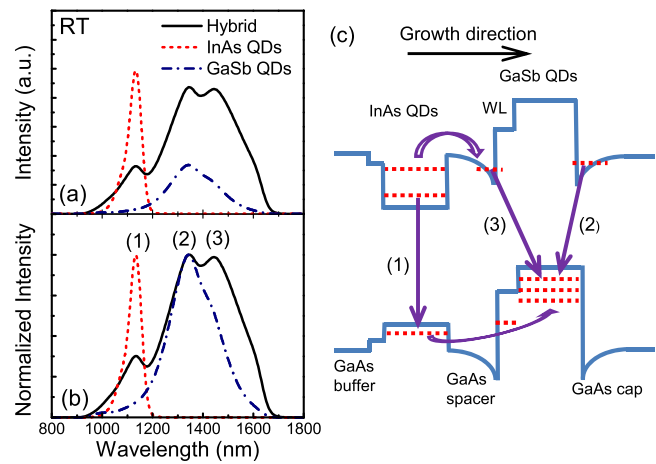 RT
Hybrid
InAs QDs
GaSb QDs
Intensity (a.u.)
(a)
Normalized Intensity
(1)
(2)
(3)
(b)
800 1000 1200 1400 1600 1800
Wavelength (nm)
(c)
Growth direction
GaSb QDs
InAs QDs
WL
(1)
(3)
(2)
GaAs
buffer
GaAs
spacer
GaAs cap